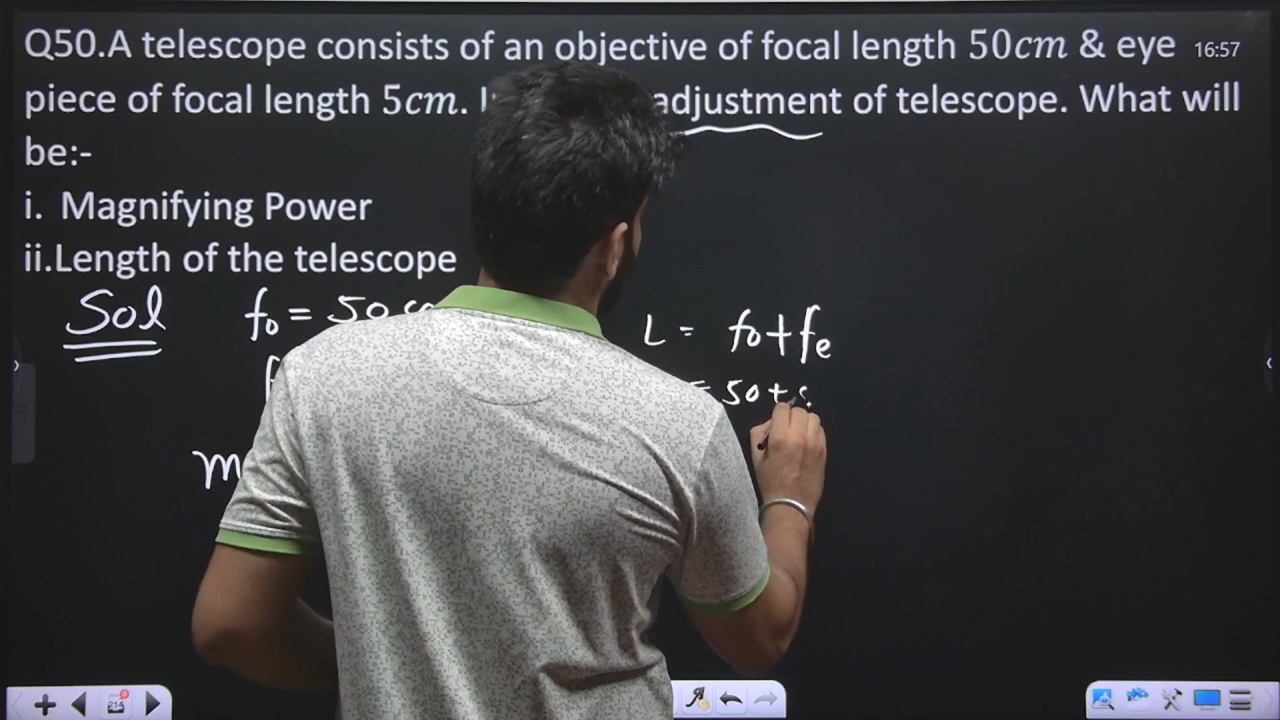 Q50.A telescope consists of an objective of focal length 50cm & eye 16:57
piece of focal length 5cm. adjustment of telescope. What will
be:-
i. Magnifying Power
ii.Length of the telescope
Sol f₀ = 50 L = f₀+fₑ
= 50+
m
214